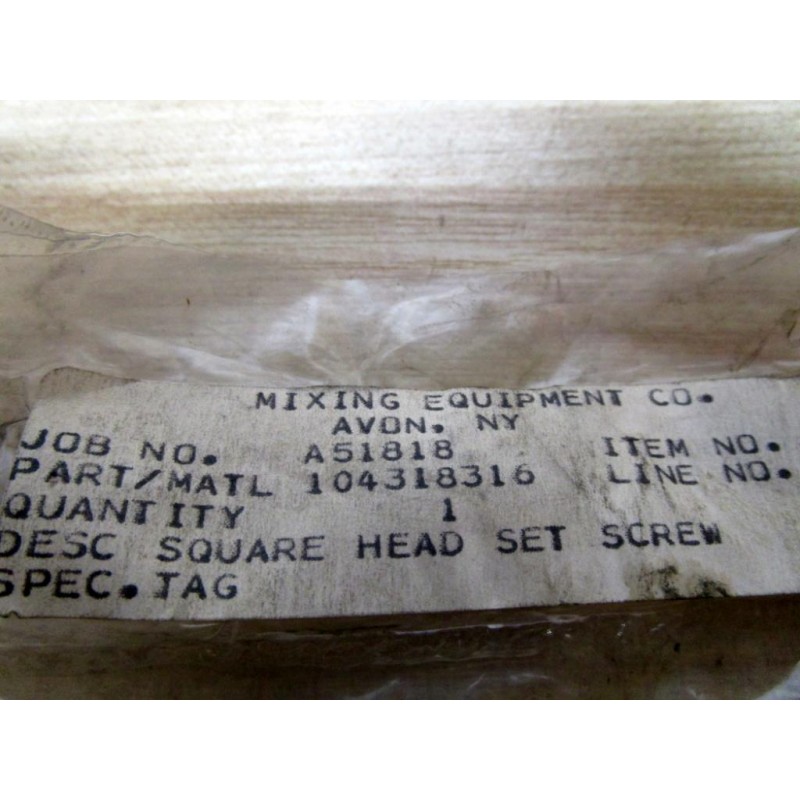 MIXING EQUIPMENT CO.
AVON, NY
JOB NO. A51818 ITEM NO.
PART/MATL 104318316 LINE NO.
QUANTITY 1
DESC SQUARE HEAD SET SCREW
SPEC. TAG